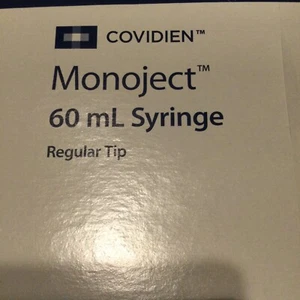 COVIDIEN™
Monoject™
60 mL Syringe
Regular Tip